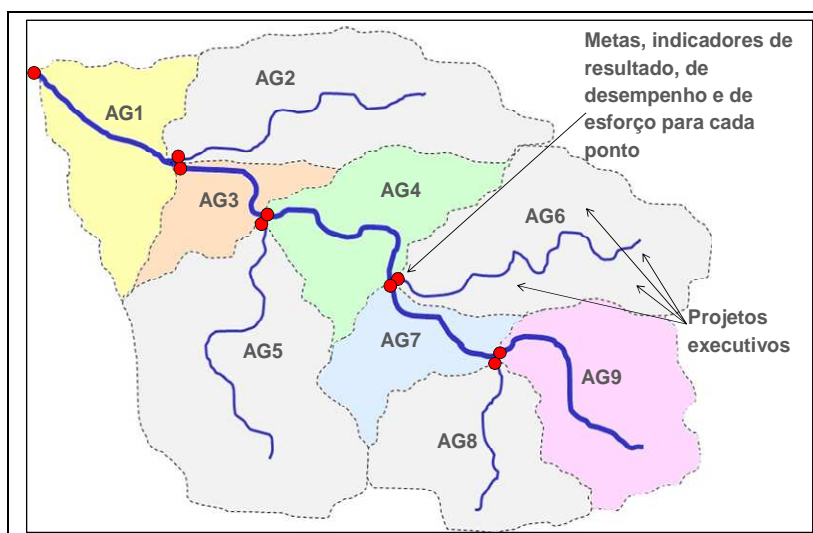 Metas, indicadores de
resultado, de
desempenho e de
esforço para cada
ponto
AG1
AG2
AG3
AG4
AG6
AG5
AG7
AG9
AG8
Projetos
executivos